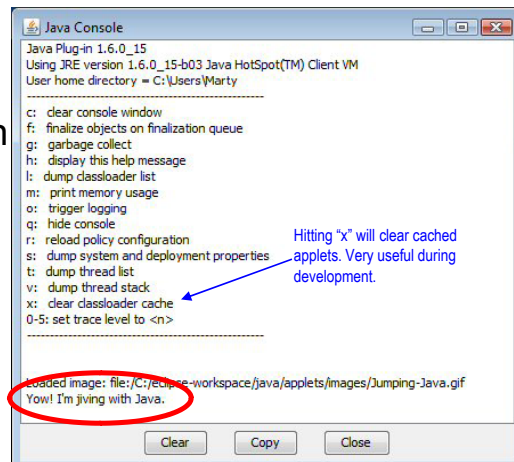 Java Console
Java Plug-in 1.6.0_15
Using JRE version 1.6.0_15-b03 Java HotSpot(TM) Client VM
User home directory = C:\Users\Marty
----------------------------------------------------
c:   clear console window
f:   finalize objects on finalization queue
g:   garbage collect
h:   display this help message
l:   dump classloader list
m:   print memory usage
o:   trigger logging
q:   hide console
r:   reload policy configuration
s:   dump system and deployment properties
t:   dump thread list
v:   dump thread stack
x:   clear classloader cache
0-5: set trace level to <n>
----------------------------------------------------
Hitting “x” will clear cached
applets. Very useful during
development.
Loaded image: file:/C:/eclipse-workspace/java/applets/images/Jumping-Java.gif
Yow! I'm jiving with Java.
Clear Copy Close